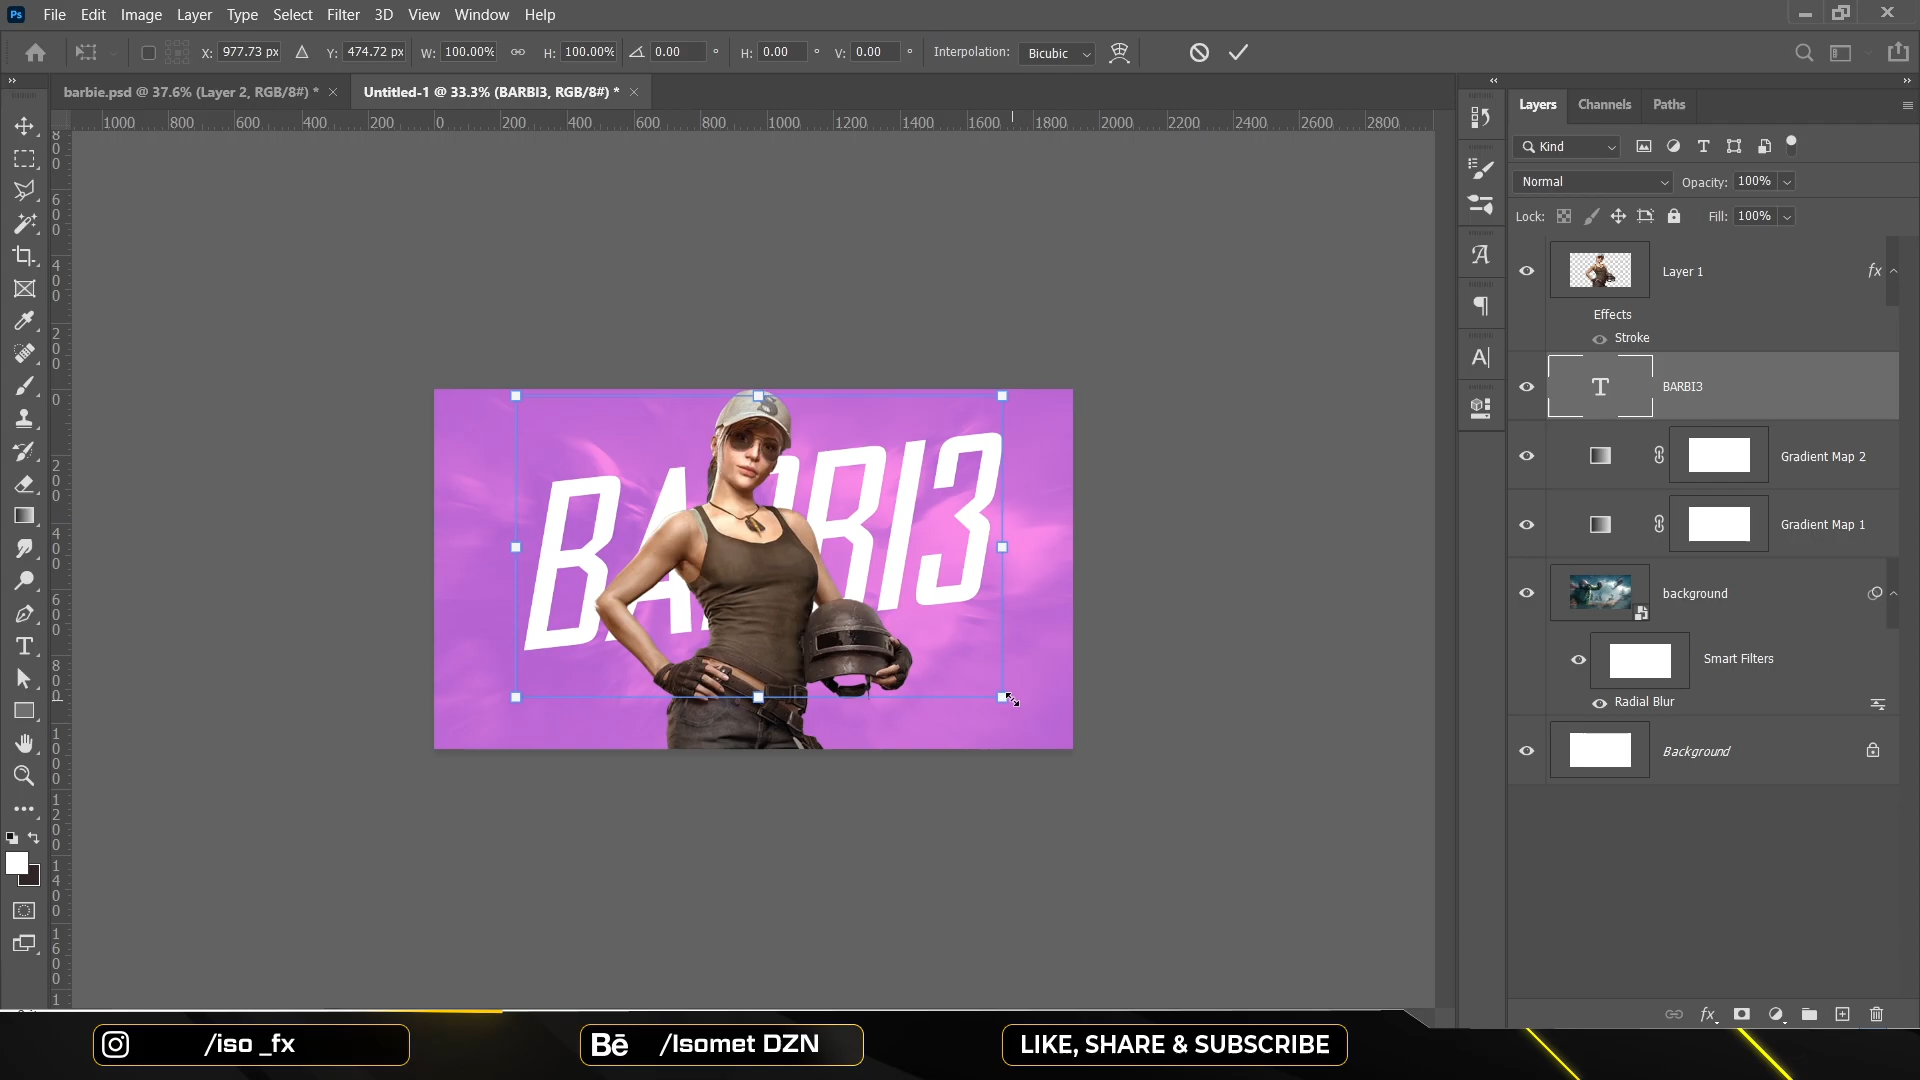 Ps File Edit Image Layer Type Select Filter 3D View Window Help
X: 977.73 px Y: 474.72 px W: 100.00% H: 100.00% 0.00 ° H: 0.00 ° V: 0.00 ° Interpolation: Bicubic
barbie.psd @ 37.6% (Layer 2, RGB/8#) * Untitled-1 @ 33.3% (BARBI3, RGB/8#) *
1000 800 600 400 200 0 200 400 600 800 1000 1200 1400 1600 1800 2000 2200 2400 2600 2800
Layers Channels Paths
Kind
Normal Opacity: 100%
Lock: Fill: 100%
Layer 1 fx
Effects
Stroke
BARBI3
Gradient Map 2
Gradient Map 1
background
Smart Filters
Radial Blur
Background
BARBI3
/iso _fx Bē /Isomet DZN LIKE, SHARE & SUBSCRIBE